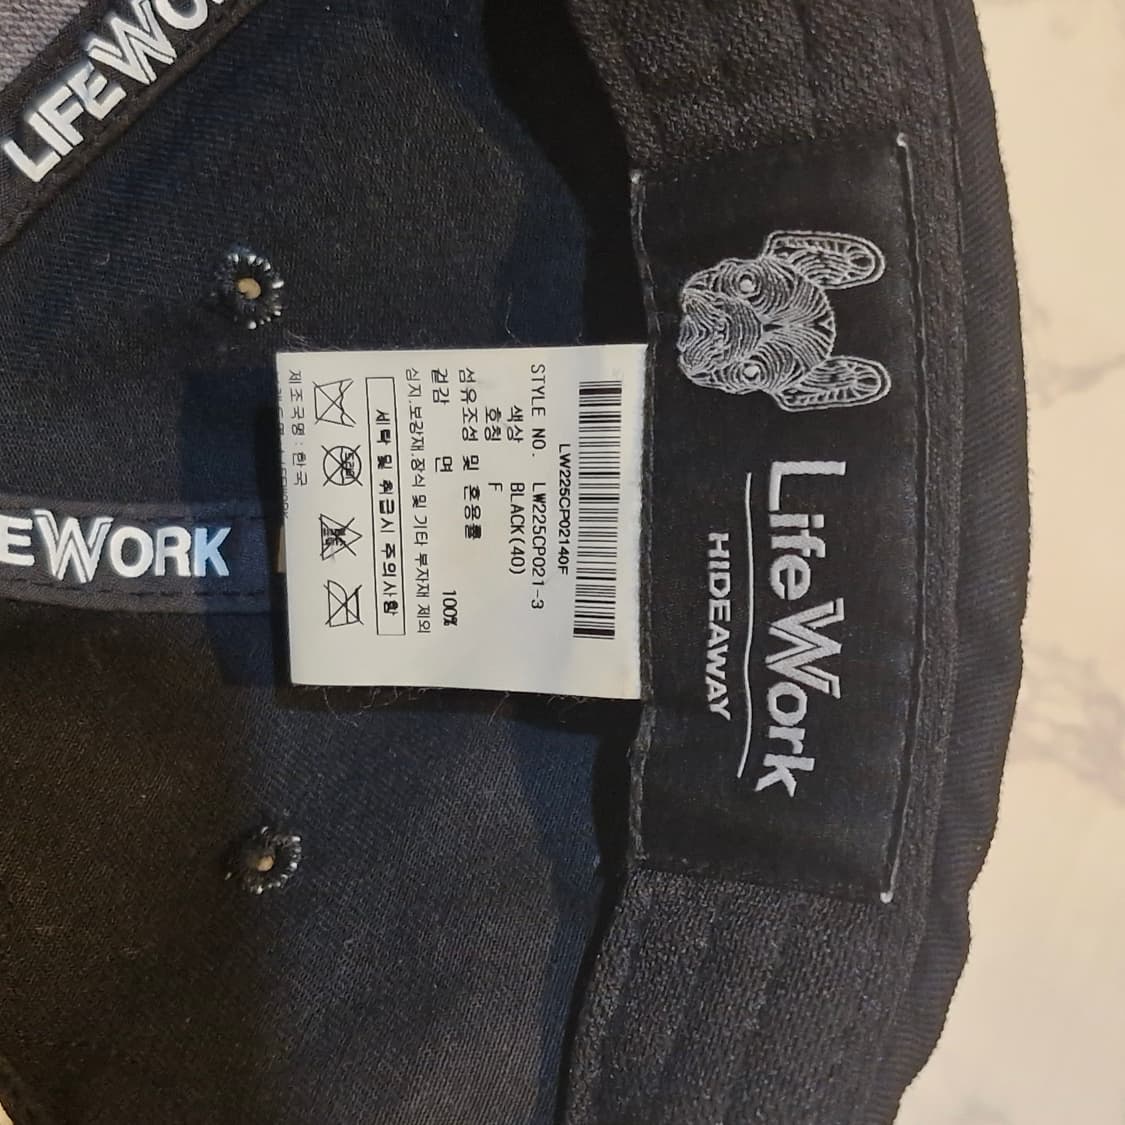 LIFEWO
EWORK
LifeWork
HIDEAWAY
LW225CP02140F
STYLE NO. LW225CP021-3
색상 BLACK(40)
호칭 F
섬유조성 및 혼용률
겉감 면 100%
심지.보강재.장식 및 기타 부자재 제외
세탁 및 취급시 주의사항
제조국명 : 한국